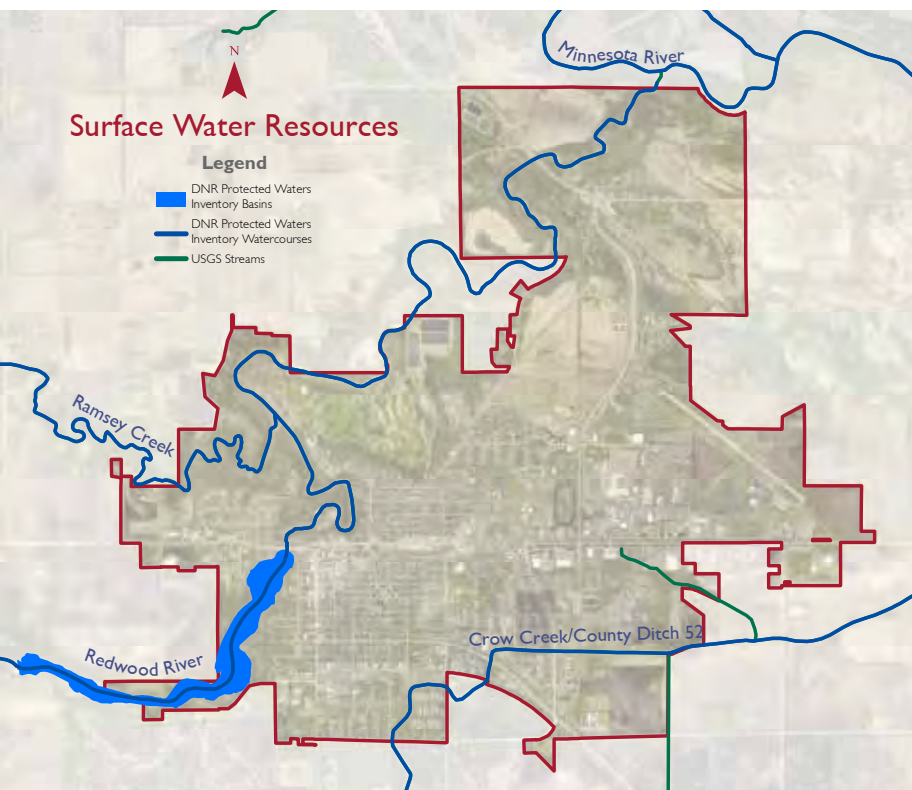 Minnesota River
N
Surface Water Resources
Legend
DNR Protected Waters
Inventory Basins
DNR Protected Waters
Inventory Watercourses
USGS Streams
Ramsey Creek
Crow Creek/County Ditch 52
Redwood River